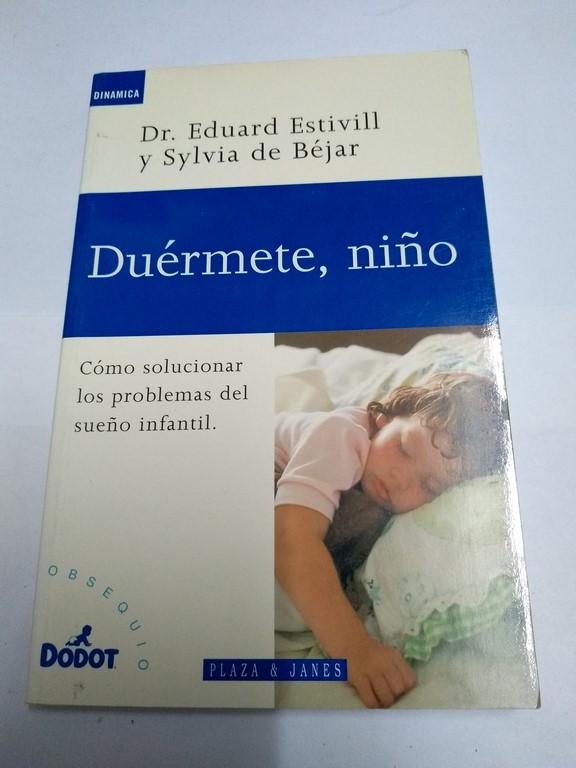 DINAMICA
Dr. Eduard Estivill
y Sylvia de Béjar
Duérmete, niño
Cómo solucionar
los problemas del
sueño infantil.
OBSEQUIO
DODOT
PLAZA & JANES